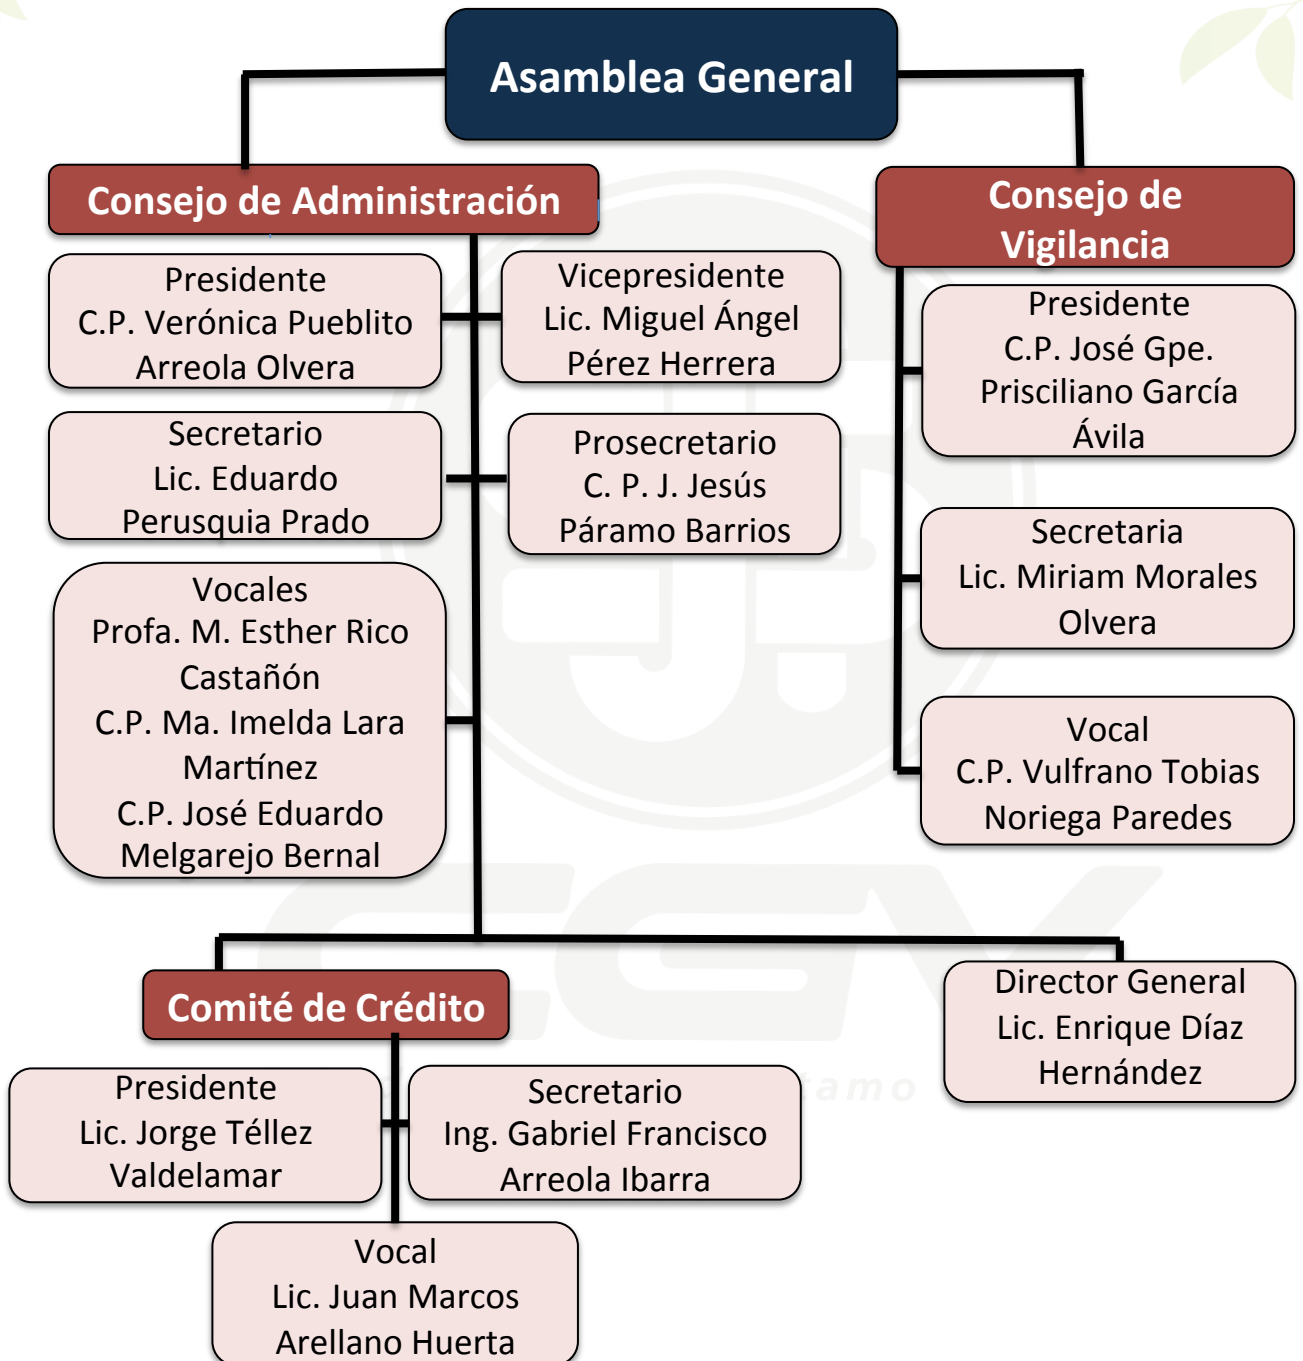 Asamblea General
Consejo de Administración
Presidente
C.P. Verónica Pueblito
Arreola Olvera
Vicepresidente
Lic. Miguel Ángel
Pérez Herrera
Secretario
Lic. Eduardo
Perusquia Prado
Prosecretario
C. P. J. Jesús
Páramo Barrios
Vocales
Profa. M. Esther Rico
Castañón
C.P. Ma. Imelda Lara
Martínez
C.P. José Eduardo
Melgarejo Bernal
Consejo de
Vigilancia
Presidente
C.P. José Gpe.
Prisciliano García
Ávila
Secretaria
Lic. Miriam Morales
Olvera
Vocal
C.P. Vulfrano Tobias
Noriega Paredes
Comité de Crédito
Presidente
Lic. Jorge Téllez
Valdelamar
Secretario
Ing. Gabriel Francisco
Arreola Ibarra
Vocal
Lic. Juan Marcos
Arellano Huerta
Director General
Lic. Enrique Díaz
Hernández
CGV